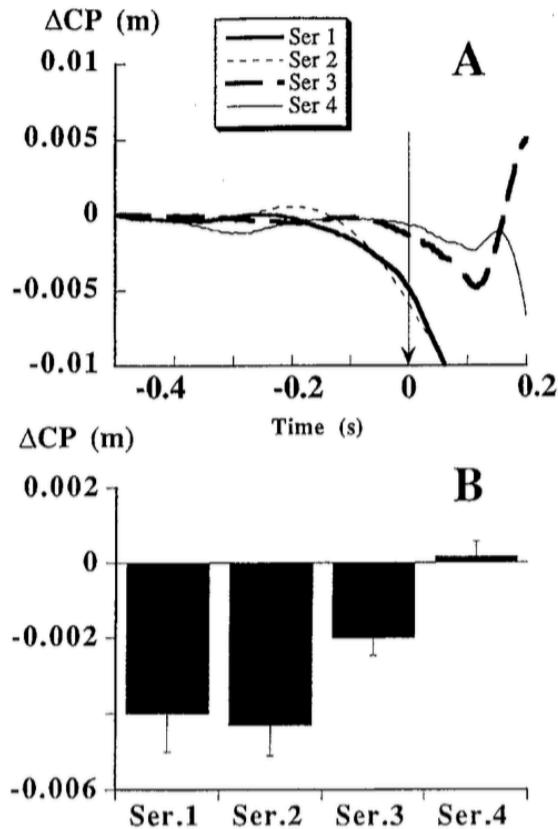 ΔCP (m)
Ser 1
Ser 2
Ser 3
Ser 4
A
0.01
0.005
0
-0.005
-0.01
-0.4 -0.2 0 0.2
Time (s)
ΔCP (m)
B
0.002
0
-0.002
-0.006
Ser.1 Ser.2 Ser.3 Ser.4